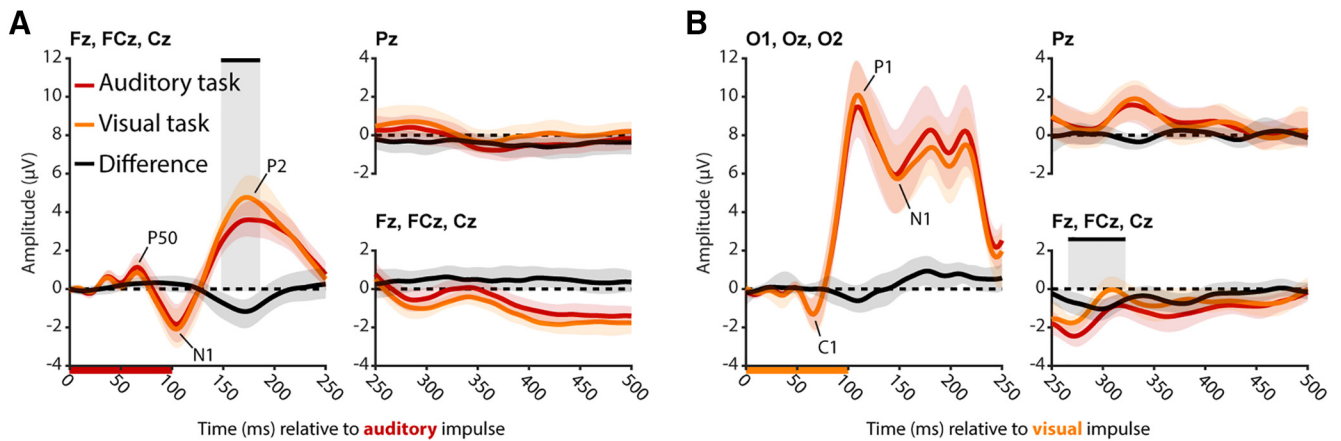 A
Fz, FCz, Cz
12
10
8
6
4
2
0
-2
-4
Amplitude (μV)
Auditory task
Visual task
Difference
P50
N1
P2
0
50
100
150
200
250
Pz
4
2
0
-2
Fz, FCz, Cz
2
0
-2
-4
250
300
350
400
450
500
Time (ms) relative to auditory impulse
B
O1, Oz, O2
12
10
8
6
4
2
0
-2
-4
Amplitude (μV)
P1
N1
C1
0
50
100
150
200
250
Pz
4
2
0
-2
Fz, FCz, Cz
2
0
-2
-4
250
300
350
400
450
500
Time (ms) relative to visual impulse